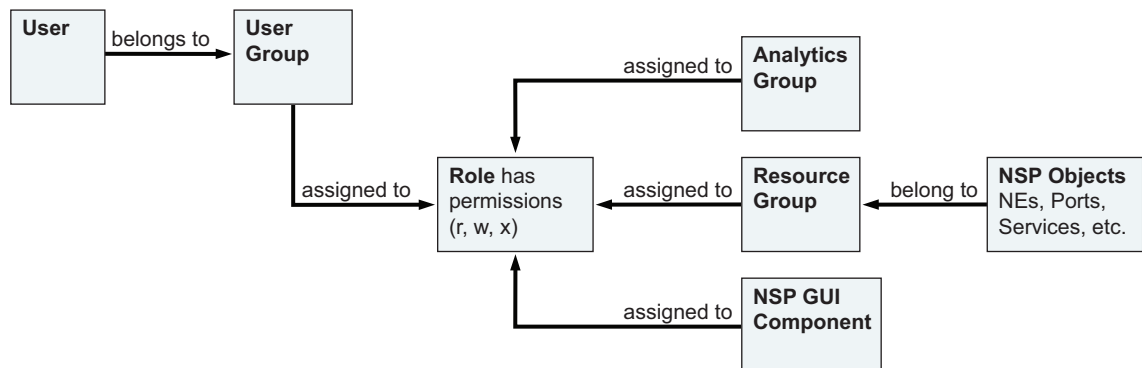 User
belongs to
User
Group
assigned to
Analytics
Group
assigned to
Role has
permissions
(r, w, x)
assigned to
Resource
Group
belong to
NSP Objects
NEs, Ports,
Services, etc.
assigned to
NSP GUI
Component